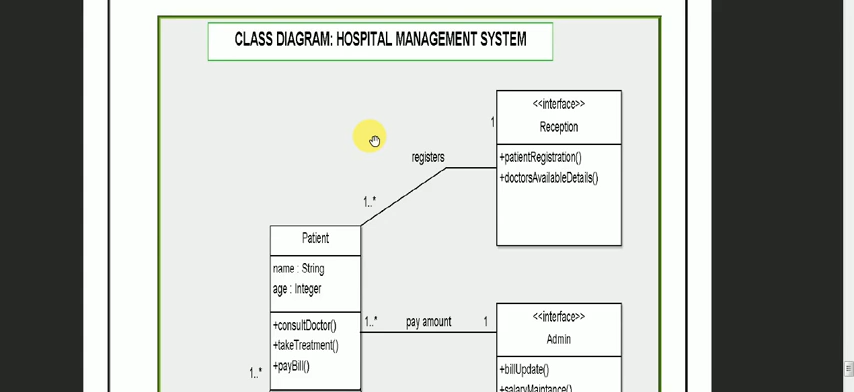 CLASS DIAGRAM: HOSPITAL MANAGEMENT SYSTEM
<<interface>>
Reception
1
+patientRegistration()
+doctorsAvailableDetails()
registers
1..*
Patient
name : String
age : Integer
+consultDoctor()
+takeTreatment()
+payBill()
1..*
pay amount
1
1..*
<<interface>>
Admin
+billUpdate()
+salaryMaintance()